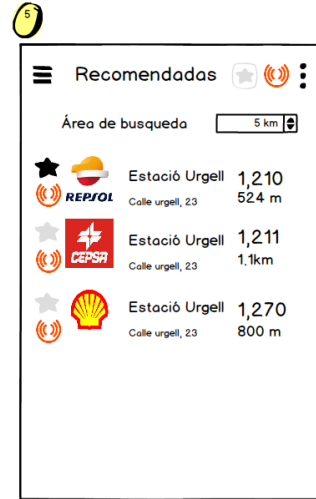 5
Recomendadas
Área de busqueda 5 km
Estació Urgell 1,210
REPSOL Calle urgell, 23 524 m
Estació Urgell 1,211
CEPSA Calle urgell, 23 1.1km
Estació Urgell 1,270
Calle urgell, 23 800 m